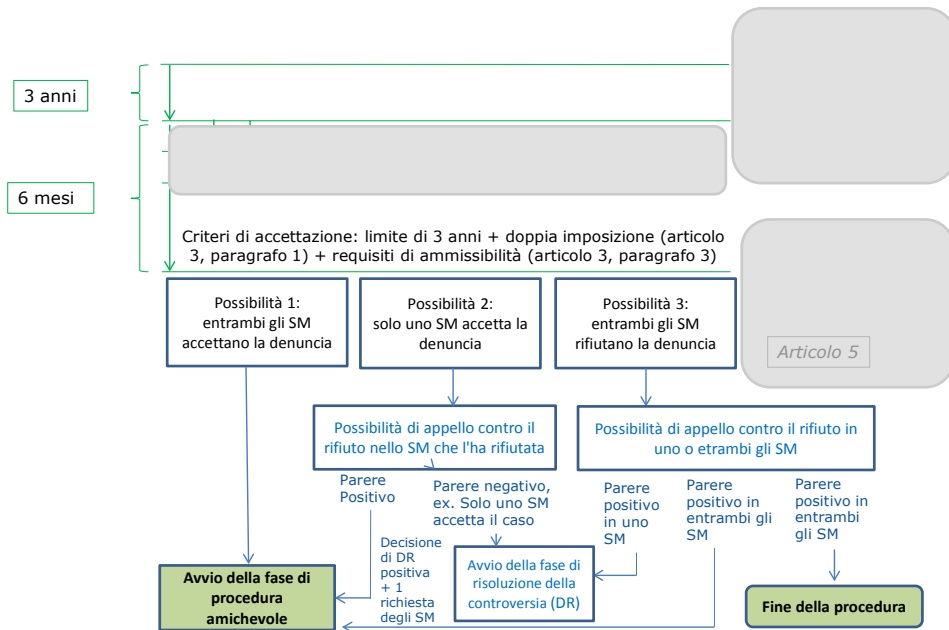 3 anni
6 mesi
Criteri di accettazione: limite di 3 anni + doppia imposizione (articolo
3, paragrafo 1) + requisiti di ammissibilità (articolo 3, paragrafo 3)
Possibilità 1:
entrambi gli SM
accettano la denuncia
Possibilità 2:
solo uno SM accetta la
denuncia
Possibilità 3:
entrambi gli SM
rifiutano la denuncia
Articolo 5
Possibilità di appello contro il
rifiuto nello SM che l'ha rifiutata
Possibilità di appello contro il rifiuto in
uno o etrambi gli SM
Parere
Positivo
Parere negativo,
ex. Solo uno SM
accetta il caso
Parere
positivo
in uno
SM
Parere
positivo in
entrambi gli
SM
Parere
positivo in
entrambi
gli SM
Decisione
di DR
positiva
+ 1
richiesta
degli SM
Avvio della fase di
risoluzione della
controversia (DR)
Avvio della fase di
procedura
amichevole
Fine della procedura